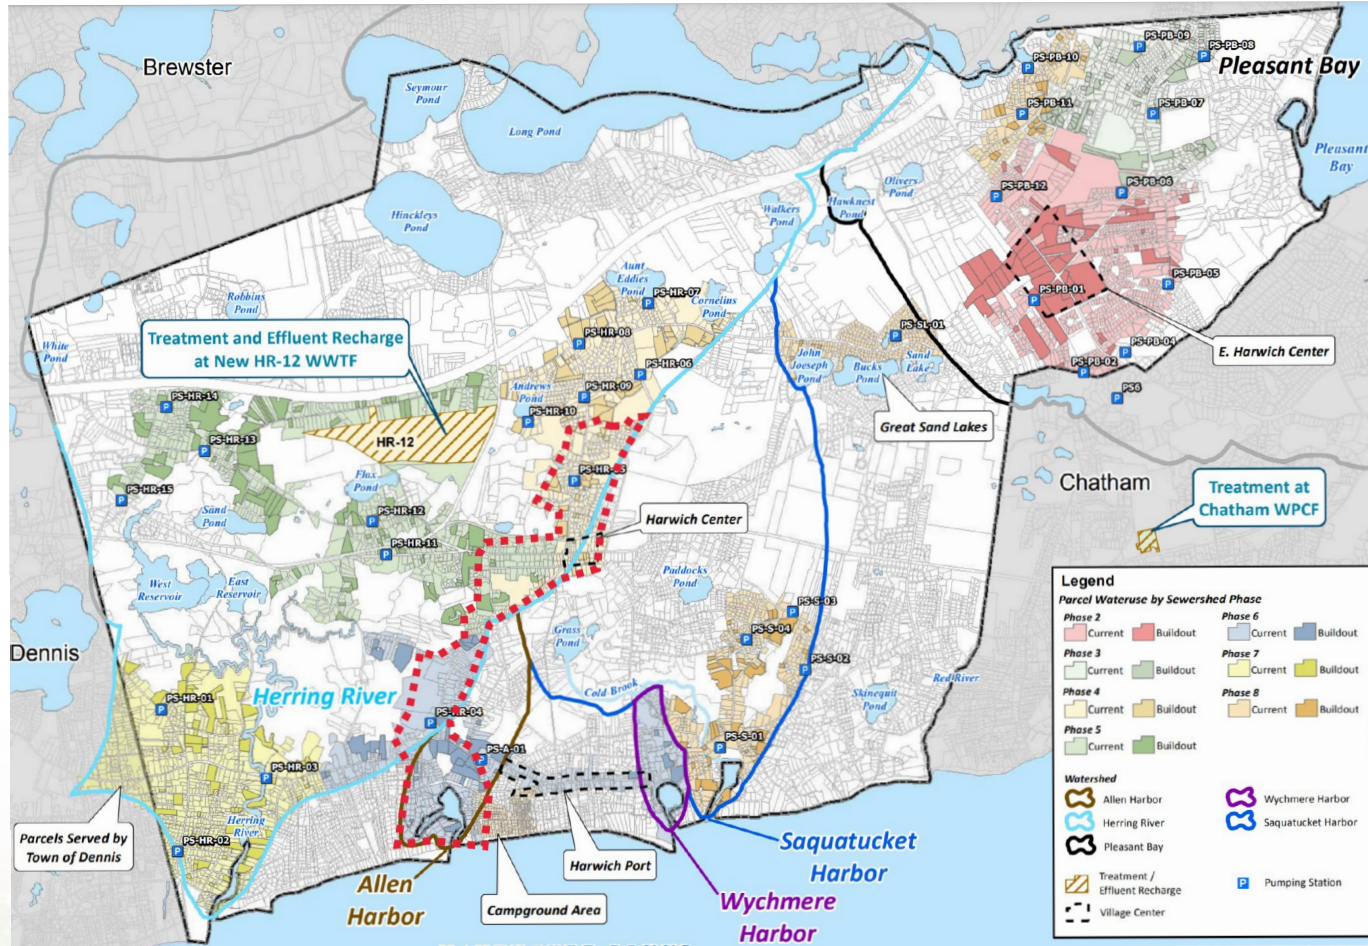 Brewster
Seymour
Pond
Long Pond
Hinckleys
Pond
Robbins
Pond
White
Pond
Treatment and Effluent Recharge
at New HR-12 WWTF
HR-12
PS-HR-14
PS-HR-13
PS-HR-15
Flax
Pond
Sand
Pond
PS-HR-12
PS-HR-11
West
Reservoir
East
Reservoir
Aunt
Eddies
Pond
PS-HR-07
Cornelius
Pond
PS-HR-08
PS-HR-06
Andrews
Pond
PS-HR-09
PS-HR-10
Harwich Center
Walkers
Pond
Hawknest
Pond
Olivers
Pond
PS-SL-01
John
Joeseph
Pond
Bucks
Pond
Sand
Lake
Great Sand Lakes
PS-PB-09
PS-PB-08
PS-PB-10
Pleasant Bay
PS-PB-11
PS-PB-07
Pleasant
Bay
PS-PB-12
PS-PB-06
PS-PB-05
PS-PB-01
PS-PB-04
PS-PB-02
PS6
E. Harwich Center
Chatham
Treatment at
Chatham WPCF
Dennis
Herring River
PS-HR-01
PS-HR-04
PS-HR-03
PS-HR-02
Herring
River
Parcels Served by
Town of Dennis
PS-A-01
Grass
Pond
Cold Brook
Paddocks
Pond
PS-S-03
PS-S-04
PS-S-02
PS-S-01
Skinequit
Pond
Red River
Allen
Harbor
Campground Area
Harwich Port
Wychmere
Harbor
Saquatucket
Harbor
Legend
Parcel Wateruse by Sewershed Phase
Phase 2
Current Buildout
Phase 3
Current Buildout
Phase 4
Current Buildout
Phase 5
Current Buildout
Phase 6
Current Buildout
Phase 7
Current Buildout
Phase 8
Current Buildout
Watershed
Allen Harbor
Herring River
Pleasant Bay
Wychmere Harbor
Saquatucket Harbor
Treatment /
Effluent Recharge
Pumping Station
Village Center